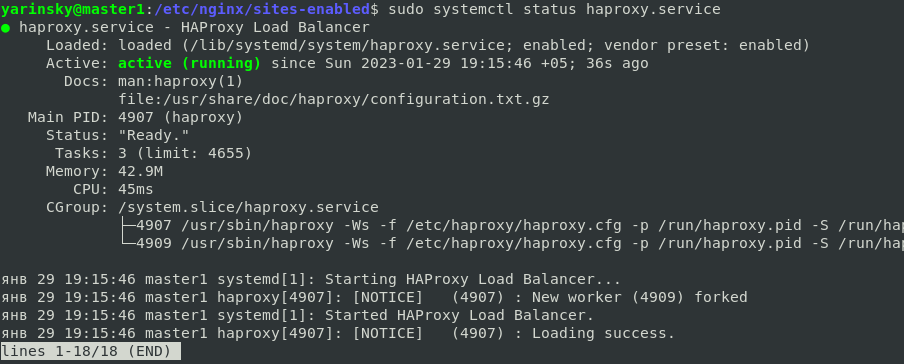 yarinsky@master1:/etc/nginx/sites-enabled$ sudo systemctl status haproxy.service
● haproxy.service - HAProxy Load Balancer
     Loaded: loaded (/lib/systemd/system/haproxy.service; enabled; vendor preset: enabled)
     Active: active (running) since Sun 2023-01-29 19:15:46 +05; 36s ago
       Docs: man:haproxy(1)
             file:/usr/share/doc/haproxy/configuration.txt.gz
   Main PID: 4907 (haproxy)
     Status: "Ready."
      Tasks: 3 (limit: 4655)
     Memory: 42.9M
        CPU: 45ms
     CGroup: /system.slice/haproxy.service
             ├─4907 /usr/sbin/haproxy -Ws -f /etc/haproxy/haproxy.cfg -p /run/haproxy.pid -S /run/ha
             └─4909 /usr/sbin/haproxy -Ws -f /etc/haproxy/haproxy.cfg -p /run/haproxy.pid -S /run/ha
янв 29 19:15:46 master1 systemd[1]: Starting HAProxy Load Balancer...
янв 29 19:15:46 master1 haproxy[4907]: [NOTICE]   (4907) : New worker (4909) forked
янв 29 19:15:46 master1 systemd[1]: Started HAProxy Load Balancer.
янв 29 19:15:46 master1 haproxy[4907]: [NOTICE]   (4907) : Loading success.
lines 1-18/18 (END)